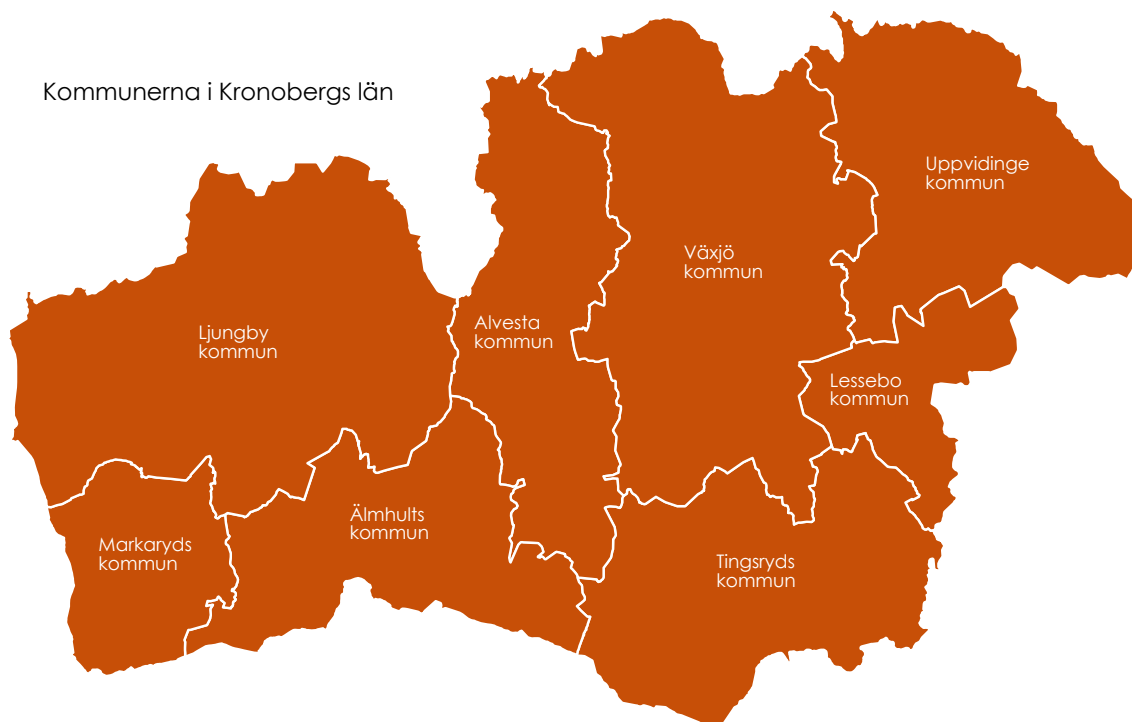 Kommunerna i Kronobergs län
Uppvidinge
kommun
Växjö
kommun
Alvesta
kommun
Ljungby
kommun
Lessebo
kommun
Älmhults
kommun
Markaryds
kommun
Tingsryds
kommun